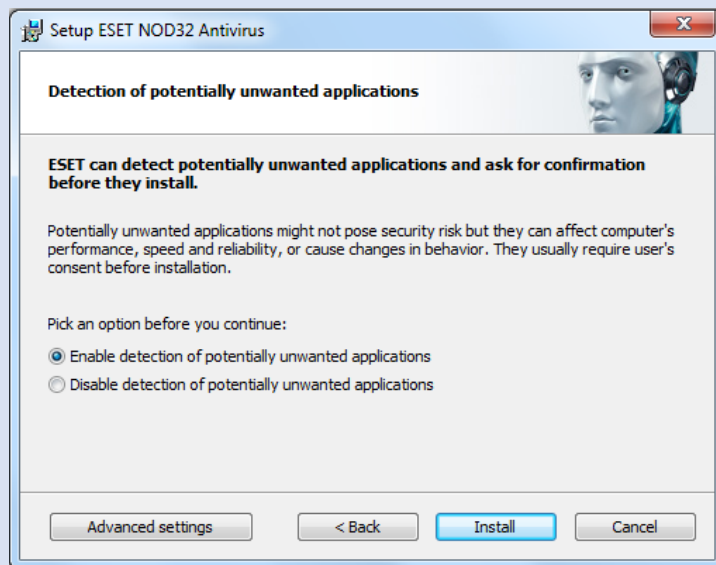 Setup ESET NOD32 Antivirus
Detection of potentially unwanted applications
ESET can detect potentially unwanted applications and ask for confirmation
before they install.
Potentially unwanted applications might not pose security risk but they can affect computer's
performance, speed and reliability, or cause changes in behavior. They usually require user's
consent before installation.
Pick an option before you continue:
Enable detection of potentially unwanted applications
Disable detection of potentially unwanted applications
Advanced settings
< Back
Install
Cancel